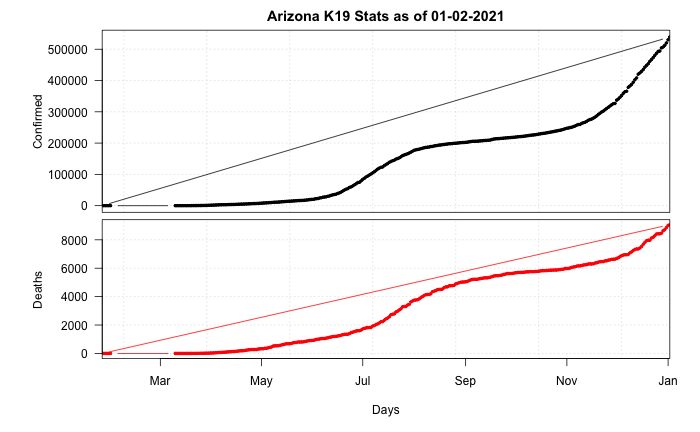 Arizona K19 Stats as of 01-02-2021
Confirmed
500000
400000
300000
200000
100000
0
Deaths
8000
6000
4000
2000
0
Mar May Jul Sep Nov Jan
Days